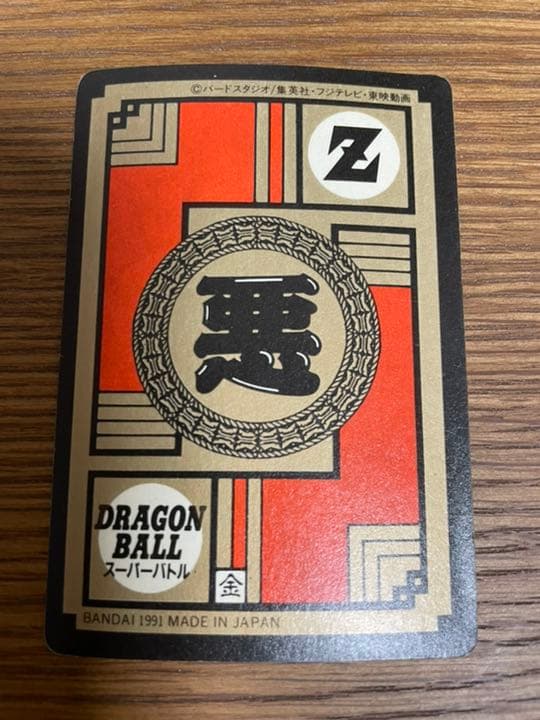 ©バードスタジオ/集英社・フジテレビ・東映動画
Z
悪
DRAGON
BALL
スーパーバトル
金
BANDAI 1991 MADE IN JAPAN